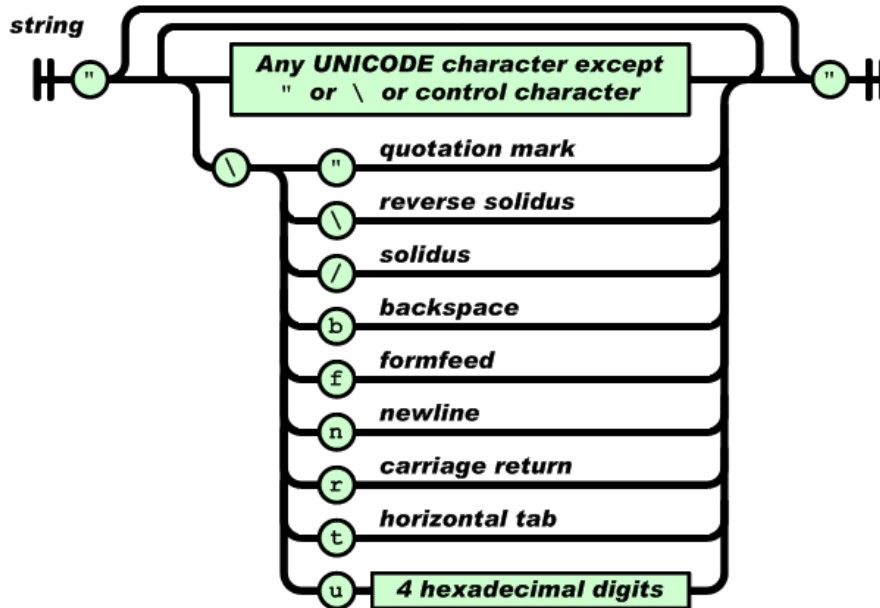 string
"
Any UNICODE character except
" or \ or control character
"
\
" quotation mark
\ reverse solidus
/ solidus
b backspace
f formfeed
n newline
r carriage return
t horizontal tab
u 4 hexadecimal digits